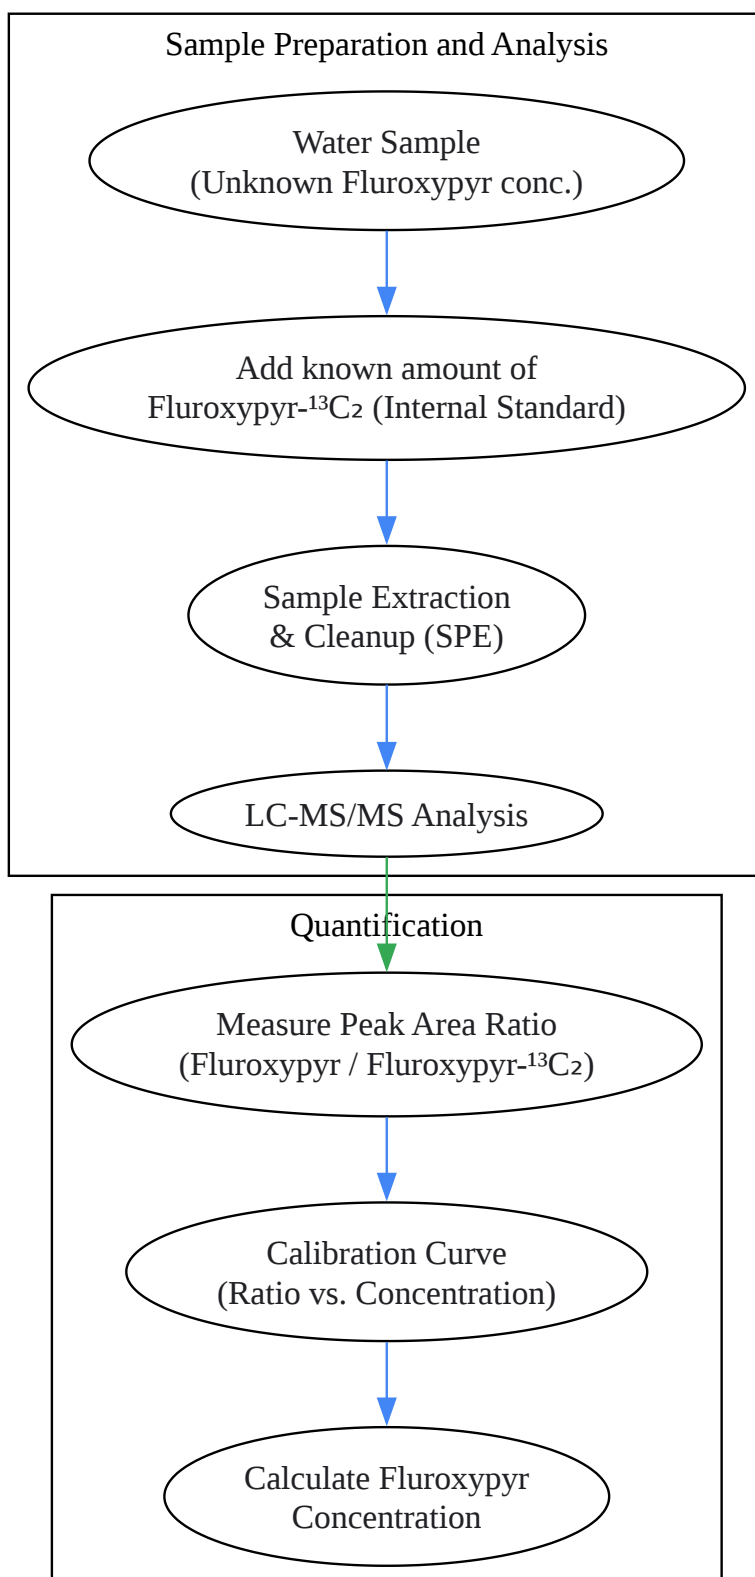 Sample Preparation and Analysis
Water Sample
(Unknown Fluroxypyr conc.)
Add known amount of
Fluroxypyr-¹³C₂ (Internal Standard)
Sample Extraction
& Cleanup (SPE)
LC-MS/MS Analysis
Quantification
Measure Peak Area Ratio
(Fluroxypyr / Fluroxypyr-¹³C₂)
Calibration Curve
(Ratio vs. Concentration)
Calculate Fluroxypyr
Concentration